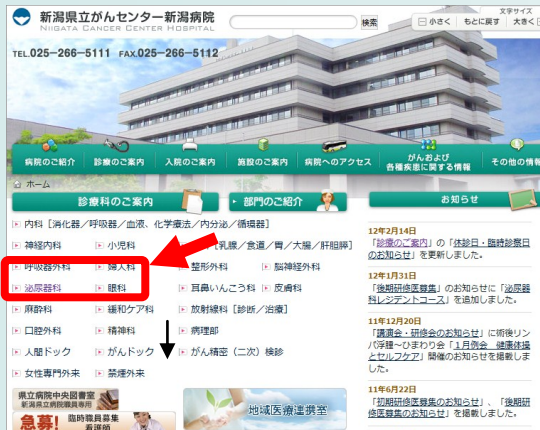 新潟県立がんセンター新潟病院
NIIGATA CANCER CENTER HOSPITAL
検索
文字サイズ
小さく もとに戻す 大きく
TEL.025-266-5111 FAX.025-266-5112
病院のご紹介 診療のご案内 入院のご案内 施設のご案内 病院へのアクセス がんおよび各種疾患に関する情報 その他の情報
ホーム
診療科のご案内
部門のご紹介
お知らせ
内科[消化器/呼吸器/血液、化学療法/内分泌/循環器]
神経内科 小児科 [乳腺/食道/胃/大腸/肝胆膵]
呼吸器外科 婦人科 整形外科 脳神経外科
泌尿器科 眼科 耳鼻いんこう科 皮膚科
麻酔科 緩和ケア科 放射線科[診断/治療]
口腔外科 精神科 病理部
人間ドック がんドック がん精密(二次)検診
女性専門外来 禁煙外来
県立病院中央図書室
新潟県立病院職員専用
急募!
臨時職員募集
看護師
地域医療連携室
12年2月14日
「診療のご案内」の「休診日・臨時診察日
のお知らせ」を更新しました。
12年1月31日
「後期研修医募集」のお知らせに「泌尿器
科レジデントコース」を追加しました。
11年12月20日
「講演会・研修会のお知らせ」に術後リン
パ浮腫~ひまわり会「1月例会 健康体操
とセルフケア」開催のお知らせを掲載しま
した。
11年6月22日
「初期研修医募集のお知らせ」、「後期研
修医募集のお知らせ」を掲載しました。